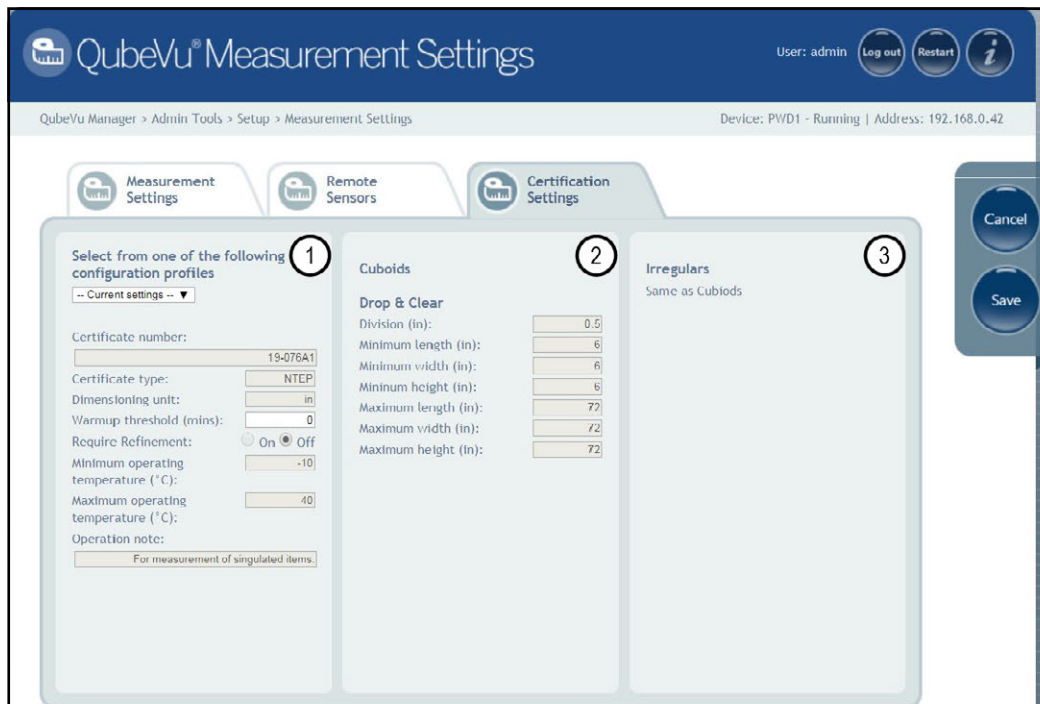 QubeVu® Measurement Settings
User: admin
Log out
Restart
i
QubeVu Manager > Admin Tools > Setup > Measurement Settings
Device: PWD1 - Running | Address: 192.168.0.42
Measurement
Settings
Remote
Sensors
Certification
Settings
Cancel
Save
Select from one of the following
configuration profiles
1
-- Current settings -- ▼
Certificate number:
19-076A1
Certificate type: NTEP
Dimensioning unit: in
Warmup threshold (mins): 0
Require Refinement: On Off
Minimum operating
temperature (°C): -10
Maximum operating
temperature (°C): 40
Operation note:
For measurement of singulated items.
2
Cuboids
Drop & Clear
Division (in): 0.5
Minimum length (in): 6
Minimum width (in): 6
Mininum height (in): 6
Maximum length (in): 72
Maximum width (in): 72
Maximum height (in): 72
3
Irregulars
Same as Cubiods